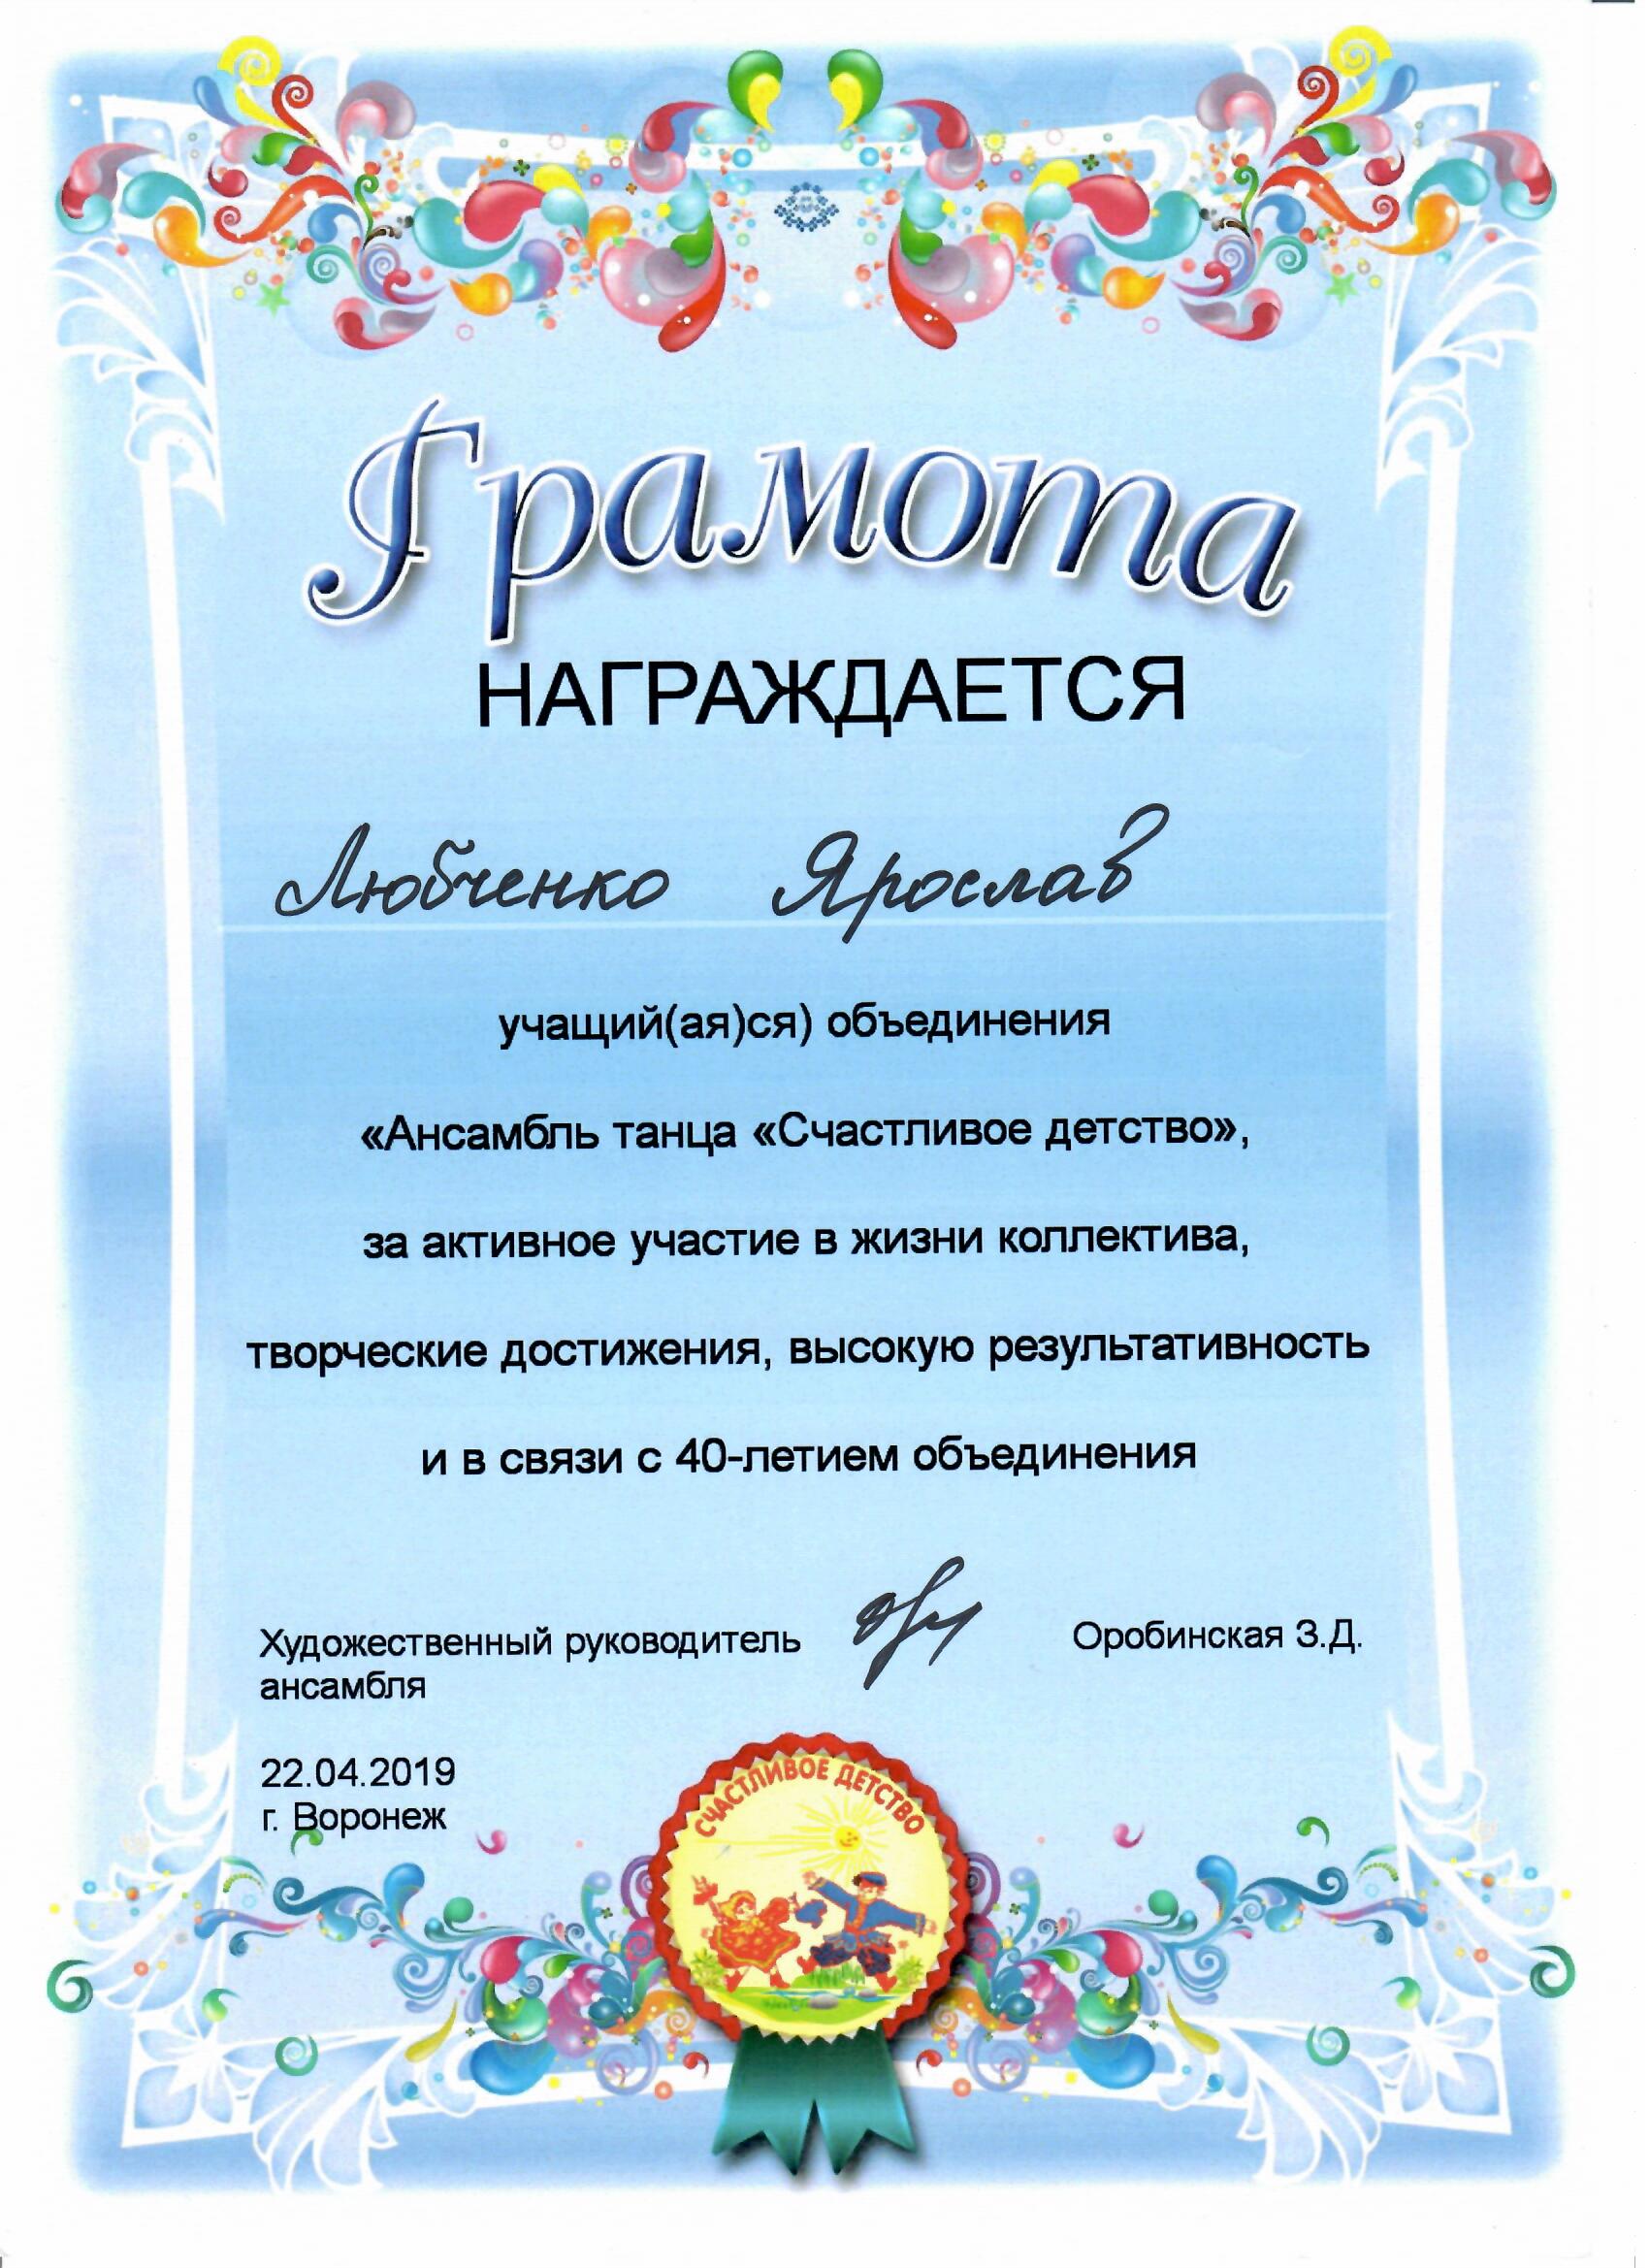 Грамота
НАГРАЖДАЕТСЯ
Любченко Ярослав
учащий(ая)ся) объединения
«Ансамбль танца «Счастливое детство»,
за активное участие в жизни коллектива,
творческие достижения, высокую результативность
и в связи с 40-летием объединения
Художественный руководитель Оробинская З.Д.
ансамбля
22.04.2019
г. Воронеж
СЧАСТЛИВОЕ ДЕТСТВО